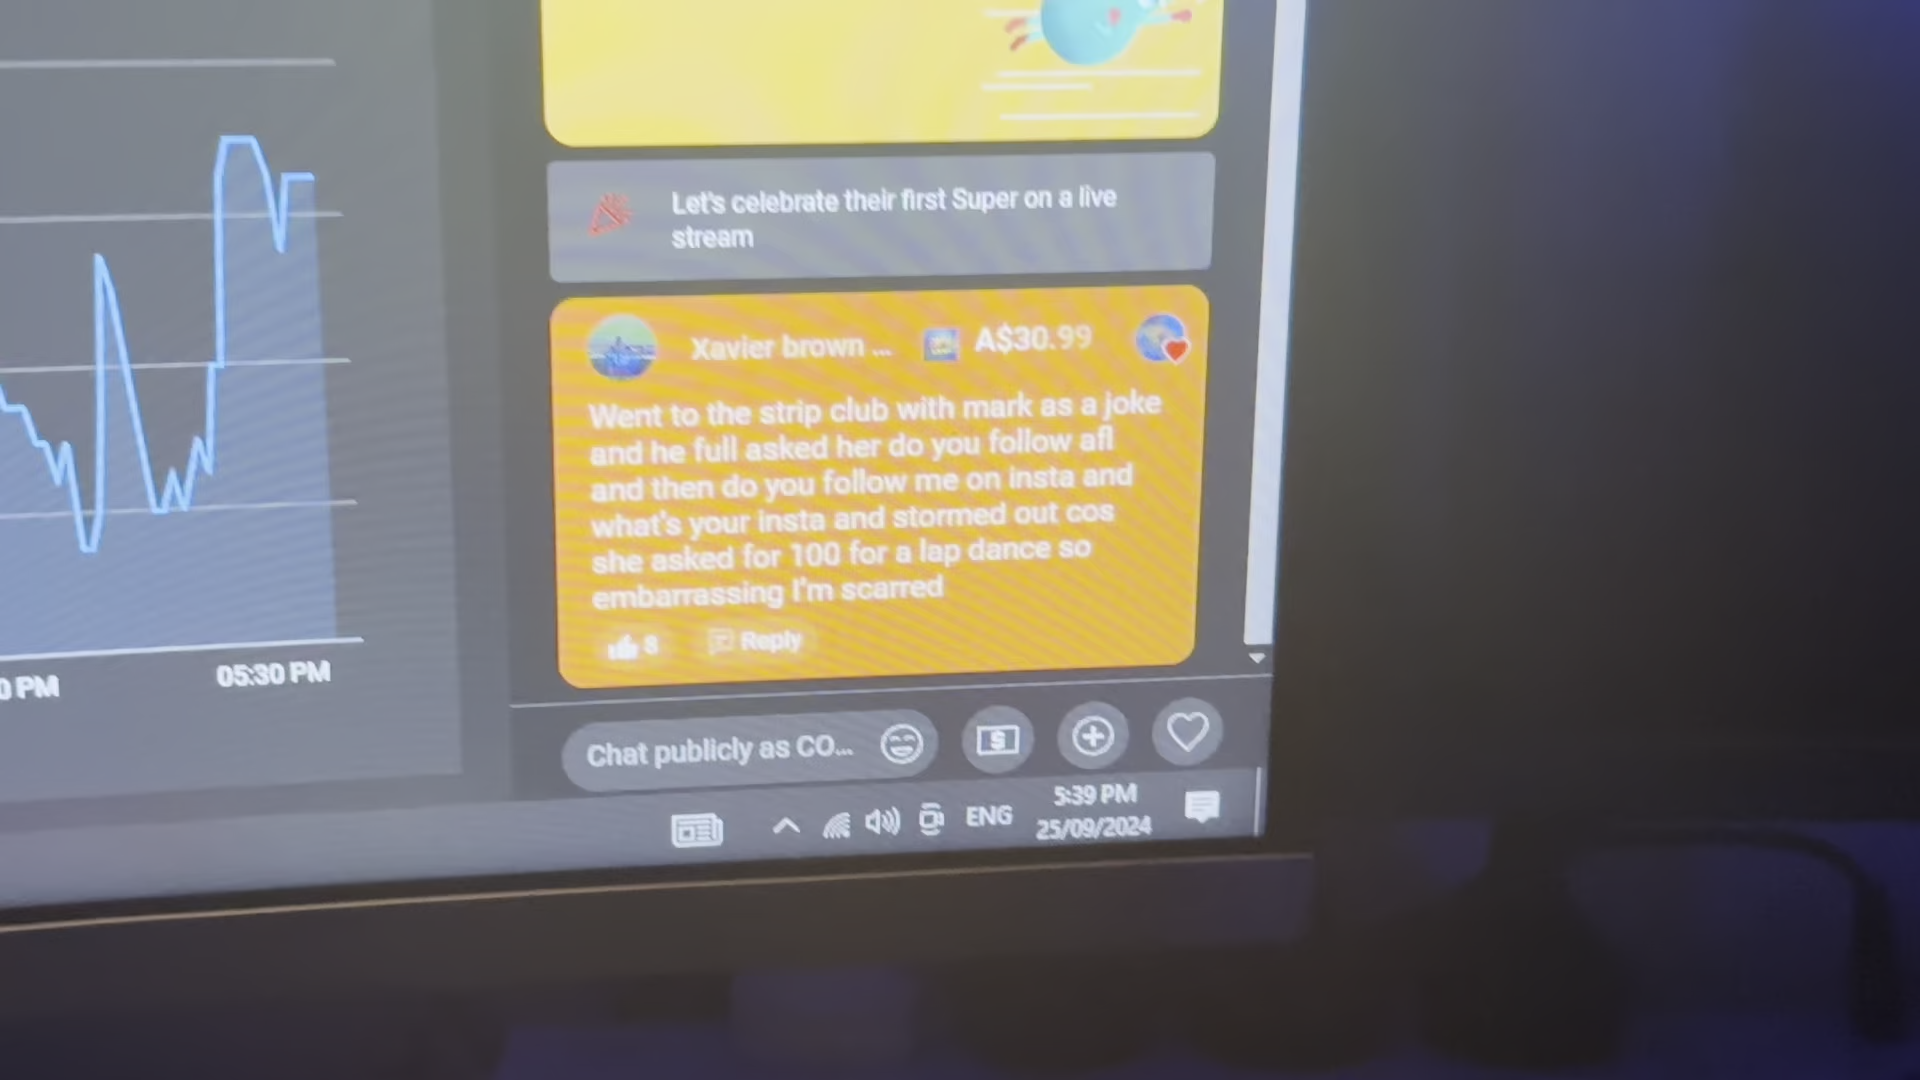 Let's celebrate their first Super on a live
stream
Xavier brown ... A$30.99
Went to the strip club with mark as a joke
and he full asked her do you follow afl
and then do you follow me on insta and
what's your insta and stormed out cos
she asked for 100 for a lap dance so
embarrassing I'm scarred
8 Reply
0 PM 05:30 PM
Chat publicly as CO...
ENG
5:39 PM
25/09/2024